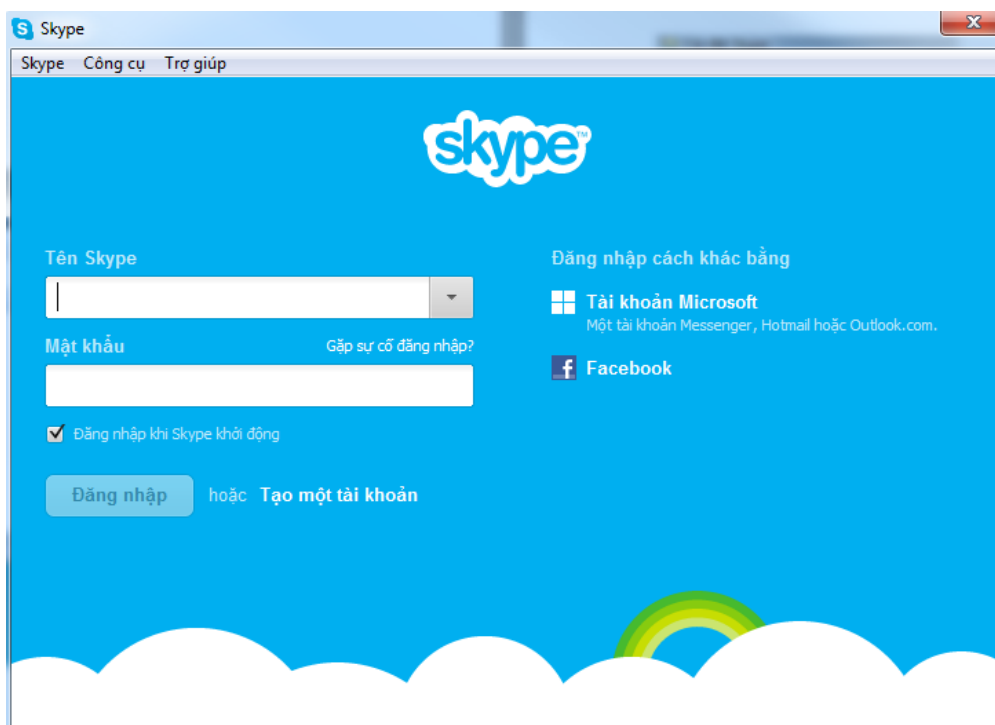 Skype
Skype Công cụ Trợ giúp
skype™
Tên Skype
Mật khẩu Gặp sự cố đăng nhập?
Đăng nhập khi Skype khởi động
Đăng nhập hoặc Tạo một tài khoản
Đăng nhập cách khác bằng
Tài khoản Microsoft
Một tài khoản Messenger, Hotmail hoặc Outlook.com.
Facebook